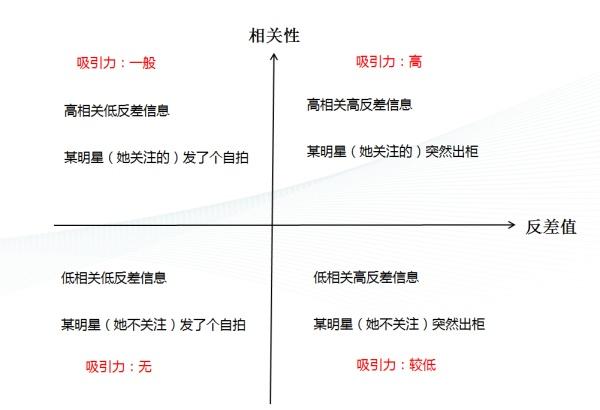 相关性
吸引力：一般
吸引力：高
高相关低反差信息
高相关高反差信息
某明星（她关注的）发了个自拍
某明星（她关注的）突然出柜
反差值
低相关低反差信息
低相关高反差信息
某明星（她不关注）发了个自拍
某明星（她不关注）突然出柜
吸引力：无
吸引力：较低